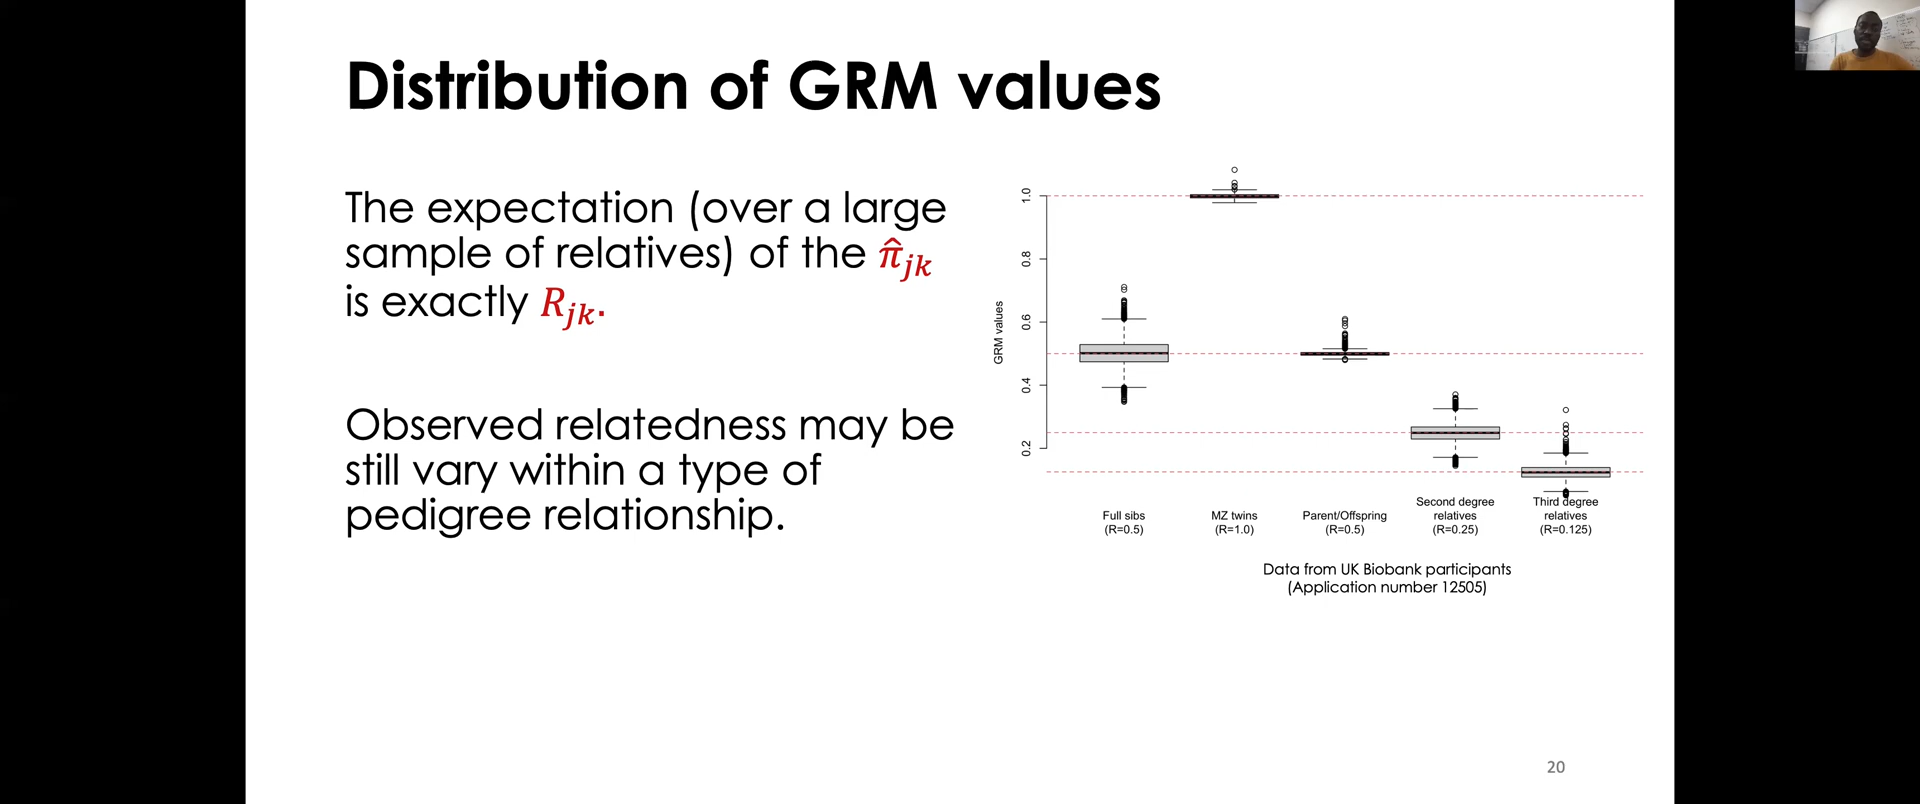 Distribution of GRM values
The expectation (over a large
sample of relatives) of the π̂jk
is exactly Rjk.
Observed relatedness may be
still vary within a type of
pedigree relationship.
GRM values
1.0
0.8
0.6
0.4
0.2
Full sibs
(R=0.5)
MZ twins
(R=1.0)
Parent/Offspring
(R=0.5)
Second degree
relatives
(R=0.25)
Third degree
relatives
(R=0.125)
Data from UK Biobank participants
(Application number 12505)
20